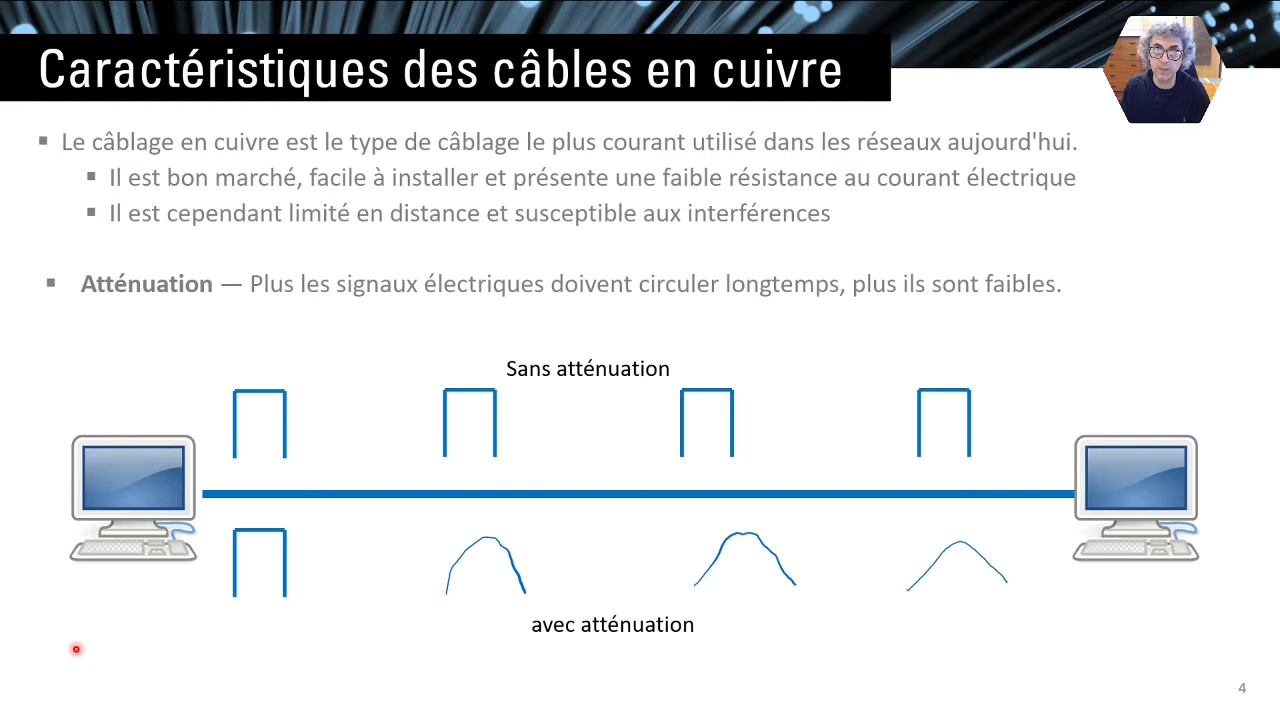 Caractéristiques des câbles en cuivre
Le câblage en cuivre est le type de câblage le plus courant utilisé dans les réseaux aujourd'hui.
Il est bon marché, facile à installer et présente une faible résistance au courant électrique
Il est cependant limité en distance et susceptible aux interférences
Atténuation — Plus les signaux électriques doivent circuler longtemps, plus ils sont faibles.
Sans atténuation
avec atténuation
4